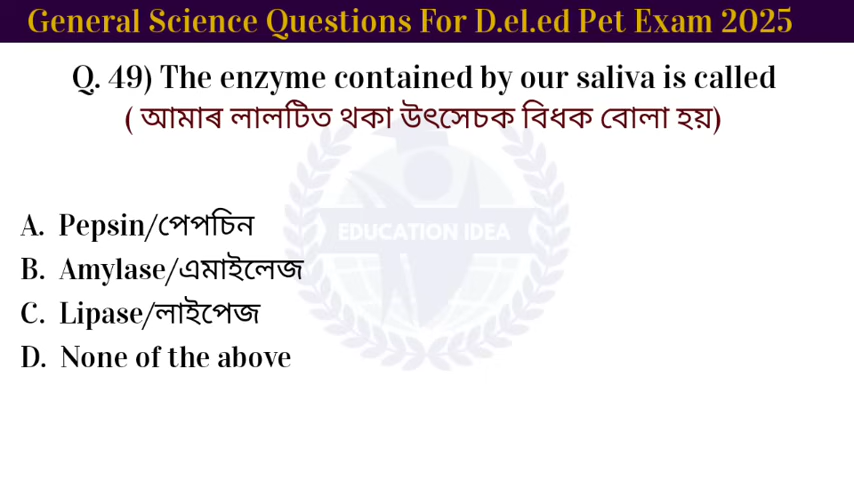 General Science Questions For D.el.ed Pet Exam 2025
Q. 49) The enzyme contained by our saliva is called
( আমাৰ লালটিত থকা উৎসেচক বিধক বোলা হয়)
EDUCATION IDEA
A. Pepsin/পেপচিন
B. Amylase/এমাইলেজ
C. Lipase/লাইপেজ
D. None of the above